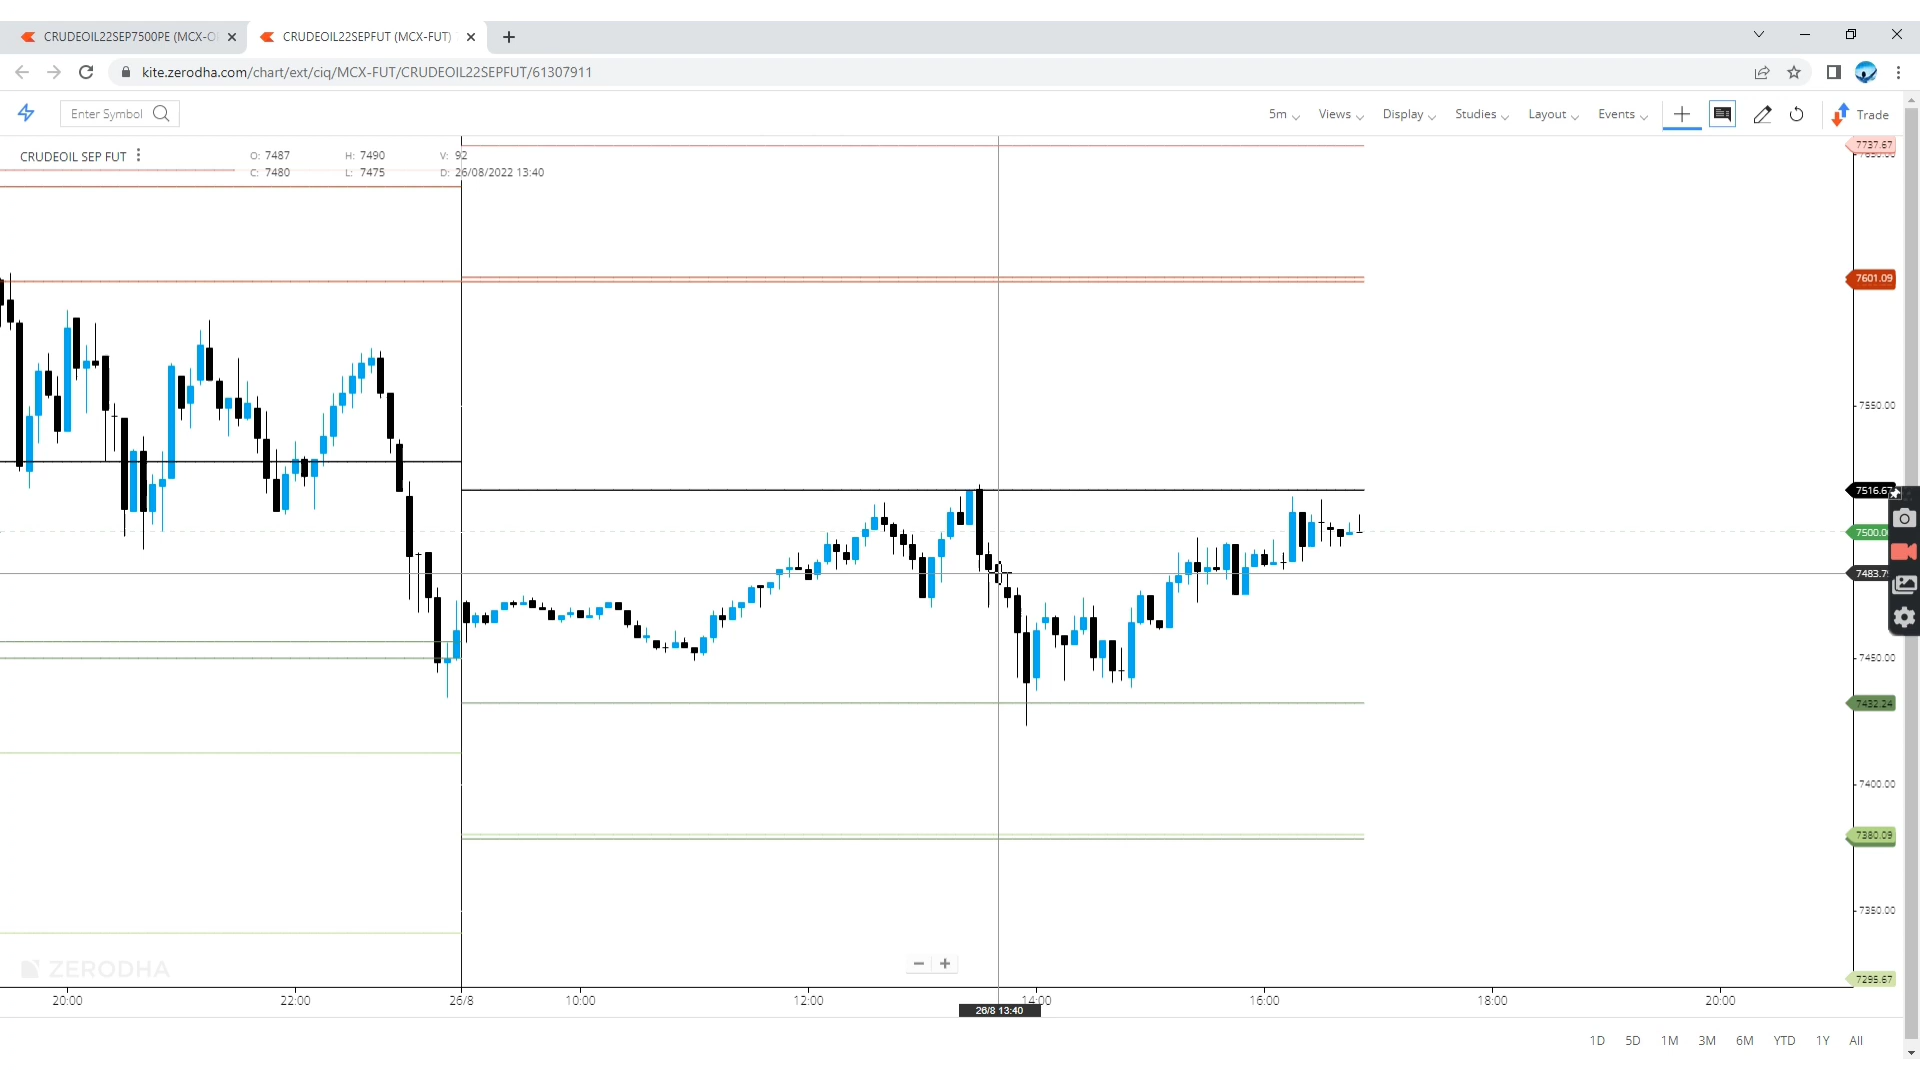 CRUDEOIL22SEP7500PE (MCX-O
CRUDEOIL22SEPFUT (MCX-FUT)
kite.zerodha.com/chart/ext/ciq/MCX-FUT/CRUDEOIL22SEPFUT/61307911
Enter Symbol
5m
Views
Display
Studies
Layout
Events
Trade
CRUDEOIL SEP FUT
O: 7487 H: 7490 V: 92
C: 7480 L: 7475 D: 26/08/2022 13:40
7737.67
7601.09
7550.00
7516.67
7500.0
7483.7
7450.00
7432.24
7400.00
7380.09
7350.00
7295.67
ZERODHA
20:00 22:00 26/8 10:00 12:00 14:00 16:00 18:00 20:00
26/8 13:40
1D 5D 1M 3M 6M YTD 1Y All